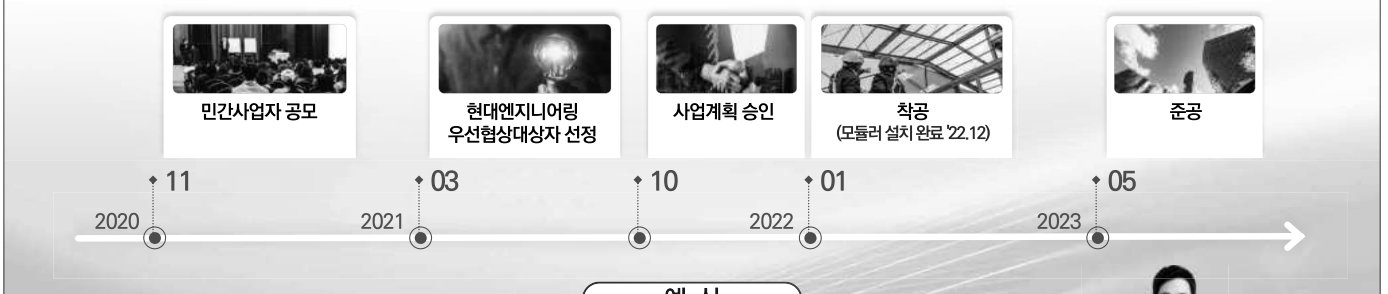 민간사업자 공모
현대엔지니어링
우선협상대상자 선정
사업계획 승인
착공
(모듈러 설치 완료 '22.12)
준공
11
03
10
01
05
2020
2021
2022
2023